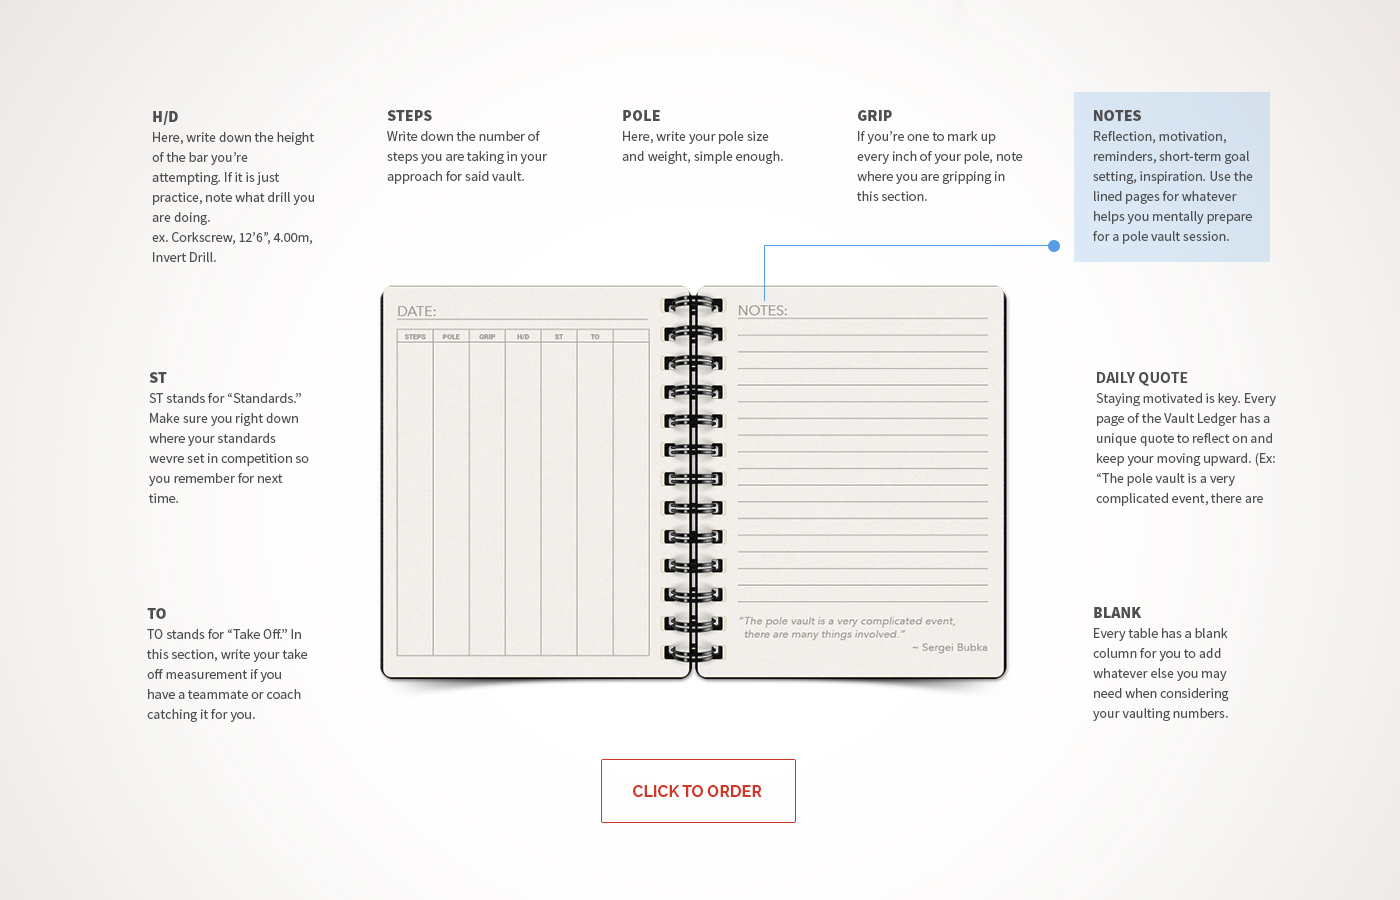 H/D
Here, write down the height
of the bar you’re
attempting. If it is just
practice, note what drill you
are doing.
ex. Corkscrew, 12’6”, 4.00m,
Invert Drill.
STEPS
Write down the number of
steps you are taking in your
approach for said vault.
POLE
Here, write your pole size
and weight, simple enough.
GRIP
If you’re one to mark up
every inch of your pole, note
where you are gripping in
this section.
NOTES
Reflection, motivation,
reminders, short-term goal
setting, inspiration. Use the
lined pages for whatever
helps you mentally prepare
for a pole vault session.
ST
ST stands for “Standards.”
Make sure you right down
where your standards
wevre set in competition so
you remember for next
time.
TO
TO stands for “Take Off.” In
this section, write your take
off measurement if you
have a teammate or coach
catching it for you.
DATE:
STEPS POLE GRIP H/D ST TO
NOTES:
“The pole vault is a very complicated event,
there are many things involved.”
~ Sergei Bubka
DAILY QUOTE
Staying motivated is key. Every
page of the Vault Ledger has a
unique quote to reflect on and
keep your moving upward. (Ex:
“The pole vault is a very
complicated event, there are
BLANK
Every table has a blank
column for you to add
whatever else you may
need when considering
your vaulting numbers.
CLICK TO ORDER